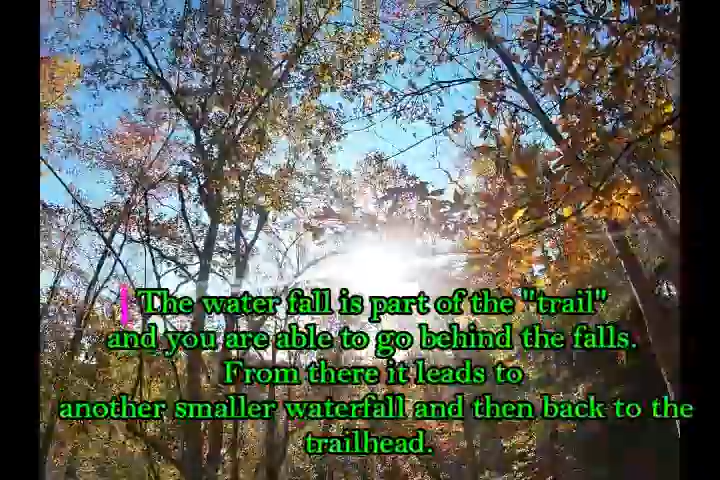 The water fall is part of the "trail"
and you are able to go behind the falls.
From there it leads to
another smaller waterfall and then back to the
trailhead.